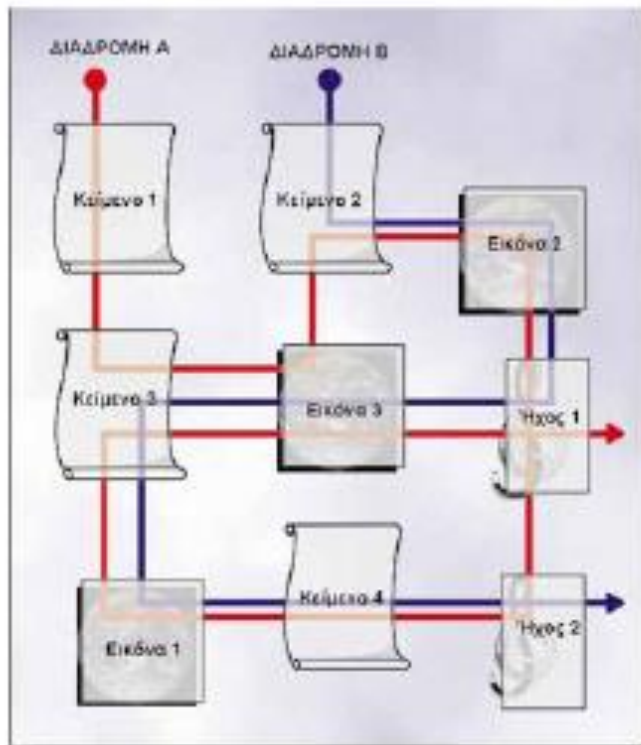 ΔΙΑΔΡΟΜΗ Α
ΔΙΑΔΡΟΜΗ Β
Κείμενο 1
Κείμενο 2
Εικόνα 2
Κείμενο 3
Εικόνα 3
Ήχος 1
Εικόνα 1
Κείμενο 4
Ήχος 2